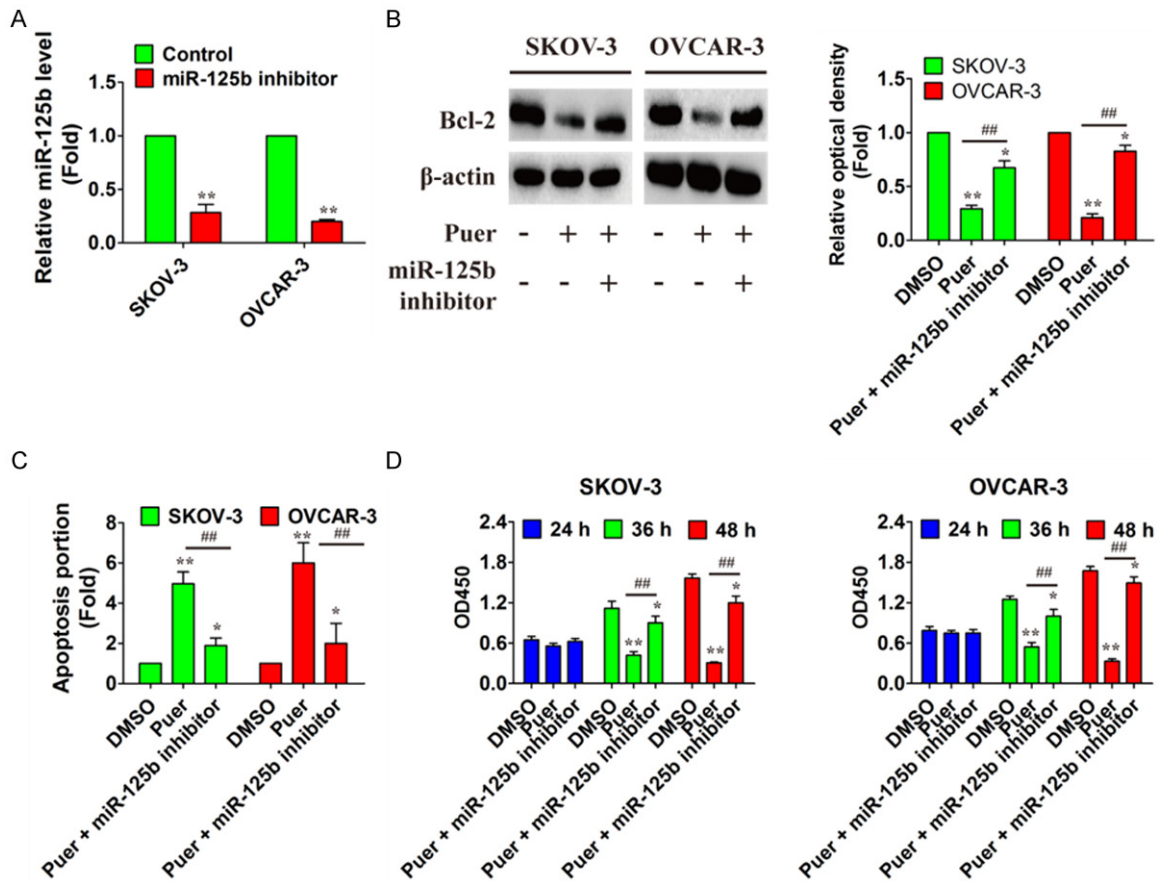 A
Control
miR-125b inhibitor
Relative miR-125b level
(Fold)
1.5
1.0
0.5
0.0
**
**
SKOV-3
OVCAR-3
B
SKOV-3 OVCAR-3
Bcl-2
β-actin
Puer - + + - + +
miR-125b
inhibitor - - + - - +
SKOV-3
OVCAR-3
Relative optical density
(Fold)
1.5
1.0
0.5
0.0
## ##
** * ** *
DMSO
Puer
Puer + miR-125b inhibitor
DMSO
Puer
Puer + miR-125b inhibitor
C
SKOV-3 OVCAR-3
Apoptosis portion
(Fold)
8
6
4
2
0
## ##
** * ** *
DMSO
Puer
Puer + miR-125b inhibitor
DMSO
Puer
Puer + miR-125b inhibitor
D
SKOV-3
24 h 36 h 48 h
OD450
2.4
1.8
1.2
0.6
0.0
## ##
** * ** *
DMSO
Puer
Puer + miR-125b inhibitor
DMSO
Puer
Puer + miR-125b inhibitor
DMSO
Puer
Puer + miR-125b inhibitor
OVCAR-3
24 h 36 h 48 h
OD450
2.4
1.8
1.2
0.6
0.0
## ##
** * ** *
DMSO
Puer
Puer + miR-125b inhibitor
DMSO
Puer
Puer + miR-125b inhibitor
DMSO
Puer
Puer + miR-125b inhibitor